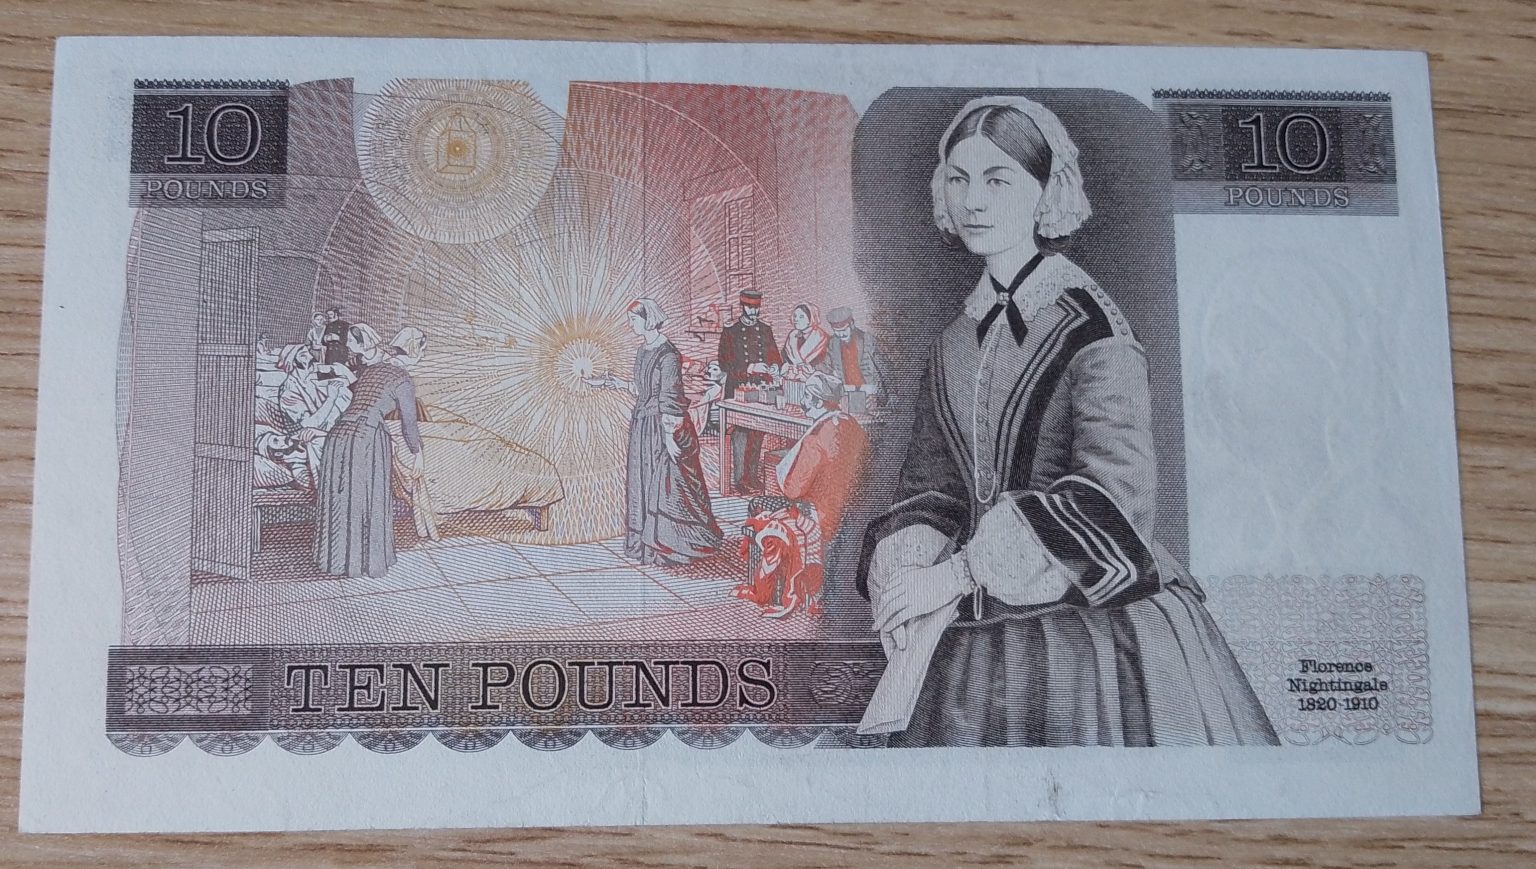 10
POUNDS
10
POUNDS
TEN POUNDS
Florence
Nightingale
1820-1910